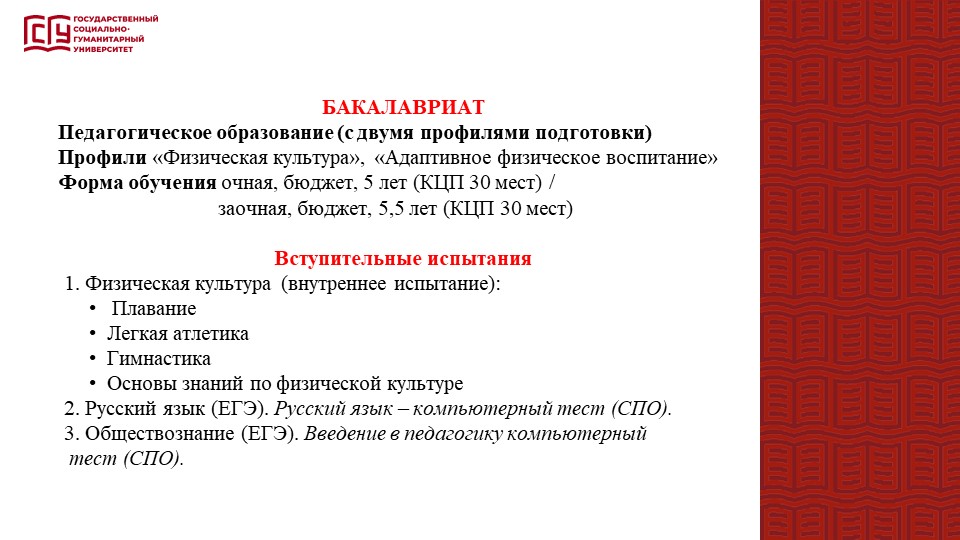 ГОСУДАРСТВЕННЫЙ
СОЦИАЛЬНО-
ГУМАНИТАРНЫЙ
УНИВЕРСИТЕТ
БАКАЛАВРИАТ
Педагогическое образование (с двумя профилями подготовки)
Профили «Физическая культура», «Адаптивное физическое воспитание»
Форма обучения очная, бюджет, 5 лет (КЦП 30 мест) /
заочная, бюджет, 5,5 лет (КЦП 30 мест)
Вступительные испытания
1. Физическая культура (внутреннее испытание):
• Плавание
• Легкая атлетика
• Гимнастика
• Основы знаний по физической культуре
2. Русский язык (ЕГЭ). Русский язык – компьютерный тест (СПО).
3. Обществознание (ЕГЭ). Введение в педагогику компьютерный
тест (СПО).